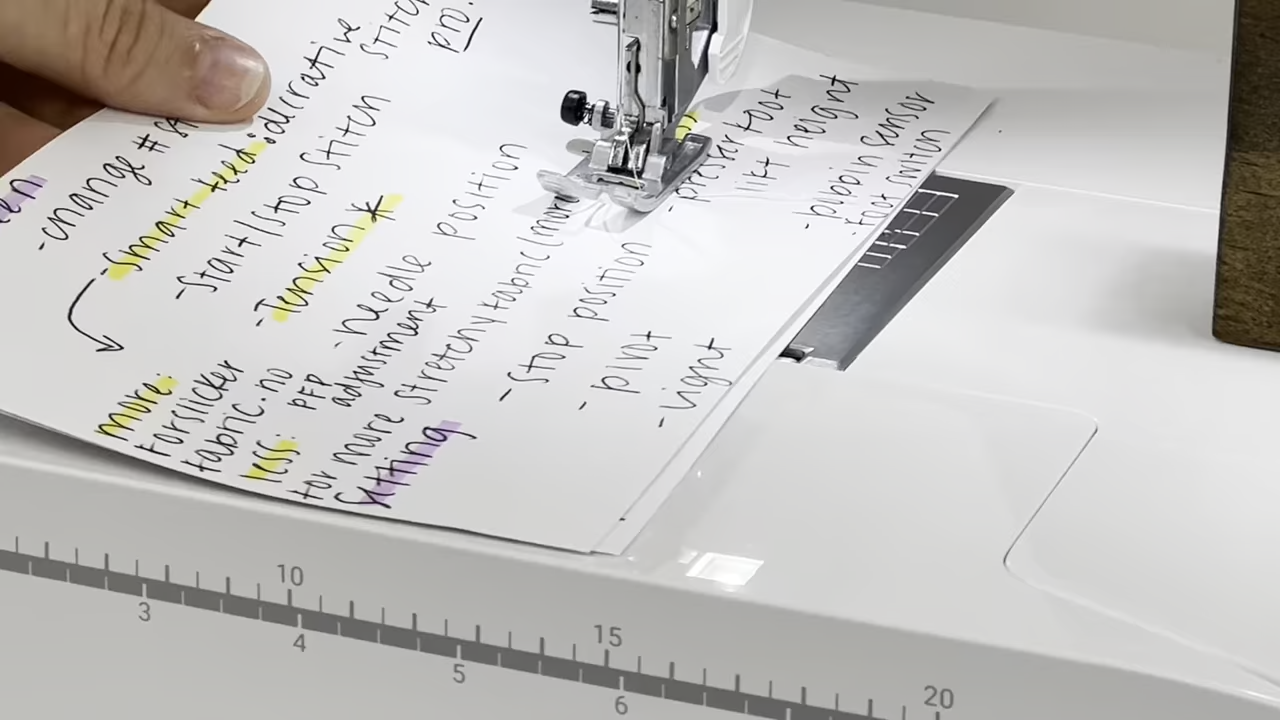 stitch
pro.
-change #
-smart feed: decorative
-start/stop stitch
-Tension *
-needle position
adjustment
more:
for slicker
fabric. no
less: PFP
for more stretchy fabric (more
setting
-stop position
-pivot
-light
-presser foot
lift height
-bobbin sensor
-foot switch
10
15
20
3
4
5
6